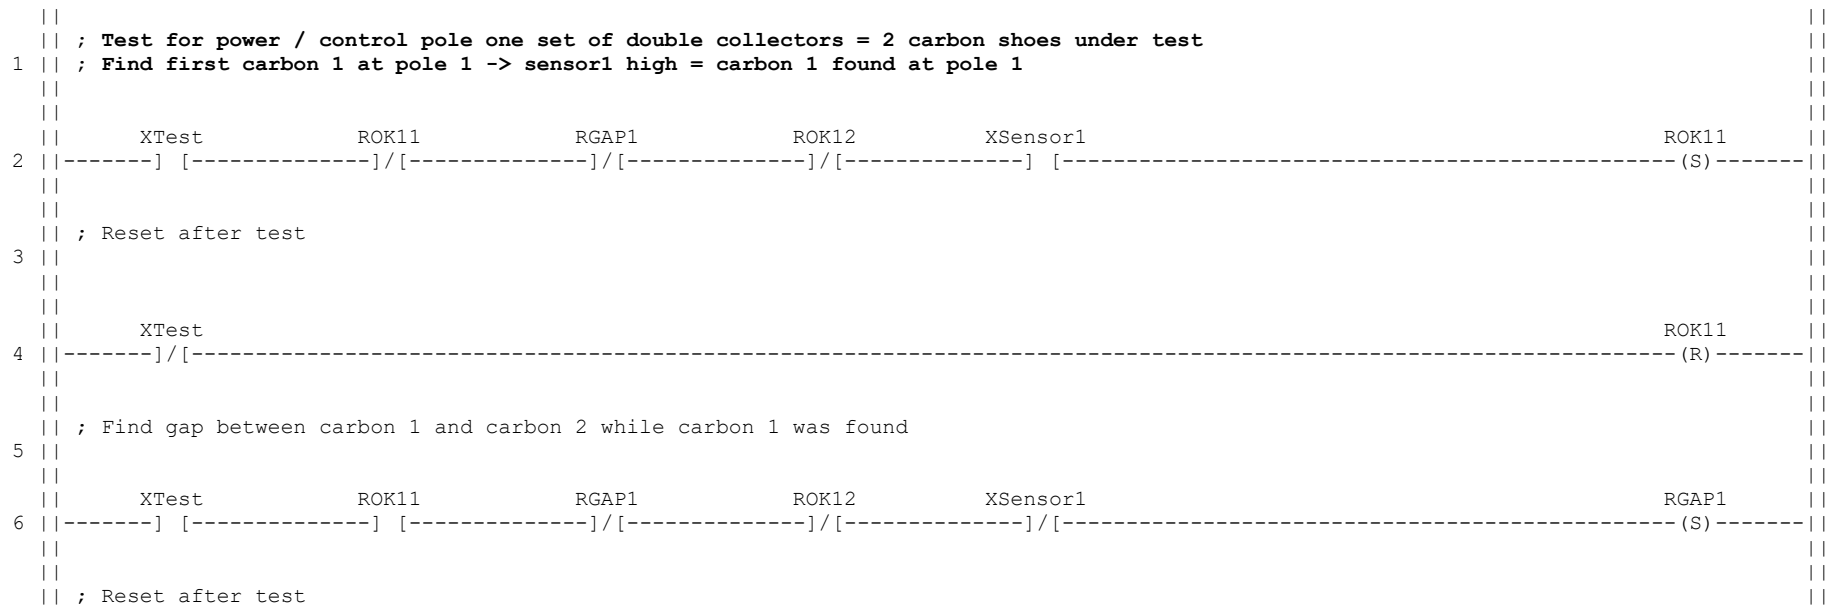 || ||
|| ; Test for power / control pole one set of double collectors = 2 carbon shoes under test ||
1 || ; Find first carbon 1 at pole 1 -> sensor1 high = carbon 1 found at pole 1 ||
|| ||
|| ||
|| XTest ROK11 RGAP1 ROK12 XSensor1 ROK11 ||
2 ||-------] [--------------]/[--------------]/[--------------]/[--------------] [------------------------------------------------(S)-------||
|| ||
|| ||
|| ; Reset after test ||
3 || ||
|| ||
|| ||
|| XTest ROK11 ||
4 ||-------]/[--------------------------------------------------------------------------------------------------------------------(R)-------||
|| ||
|| ||
|| ; Find gap between carbon 1 and carbon 2 while carbon 1 was found ||
5 || ||
|| ||
|| XTest ROK11 RGAP1 ROK12 XSensor1 RGAP1 ||
6 ||-------] [--------------] [--------------]/[--------------]/[--------------]/[------------------------------------------------(S)-------||
|| ||
|| ||
|| ; Reset after test ||